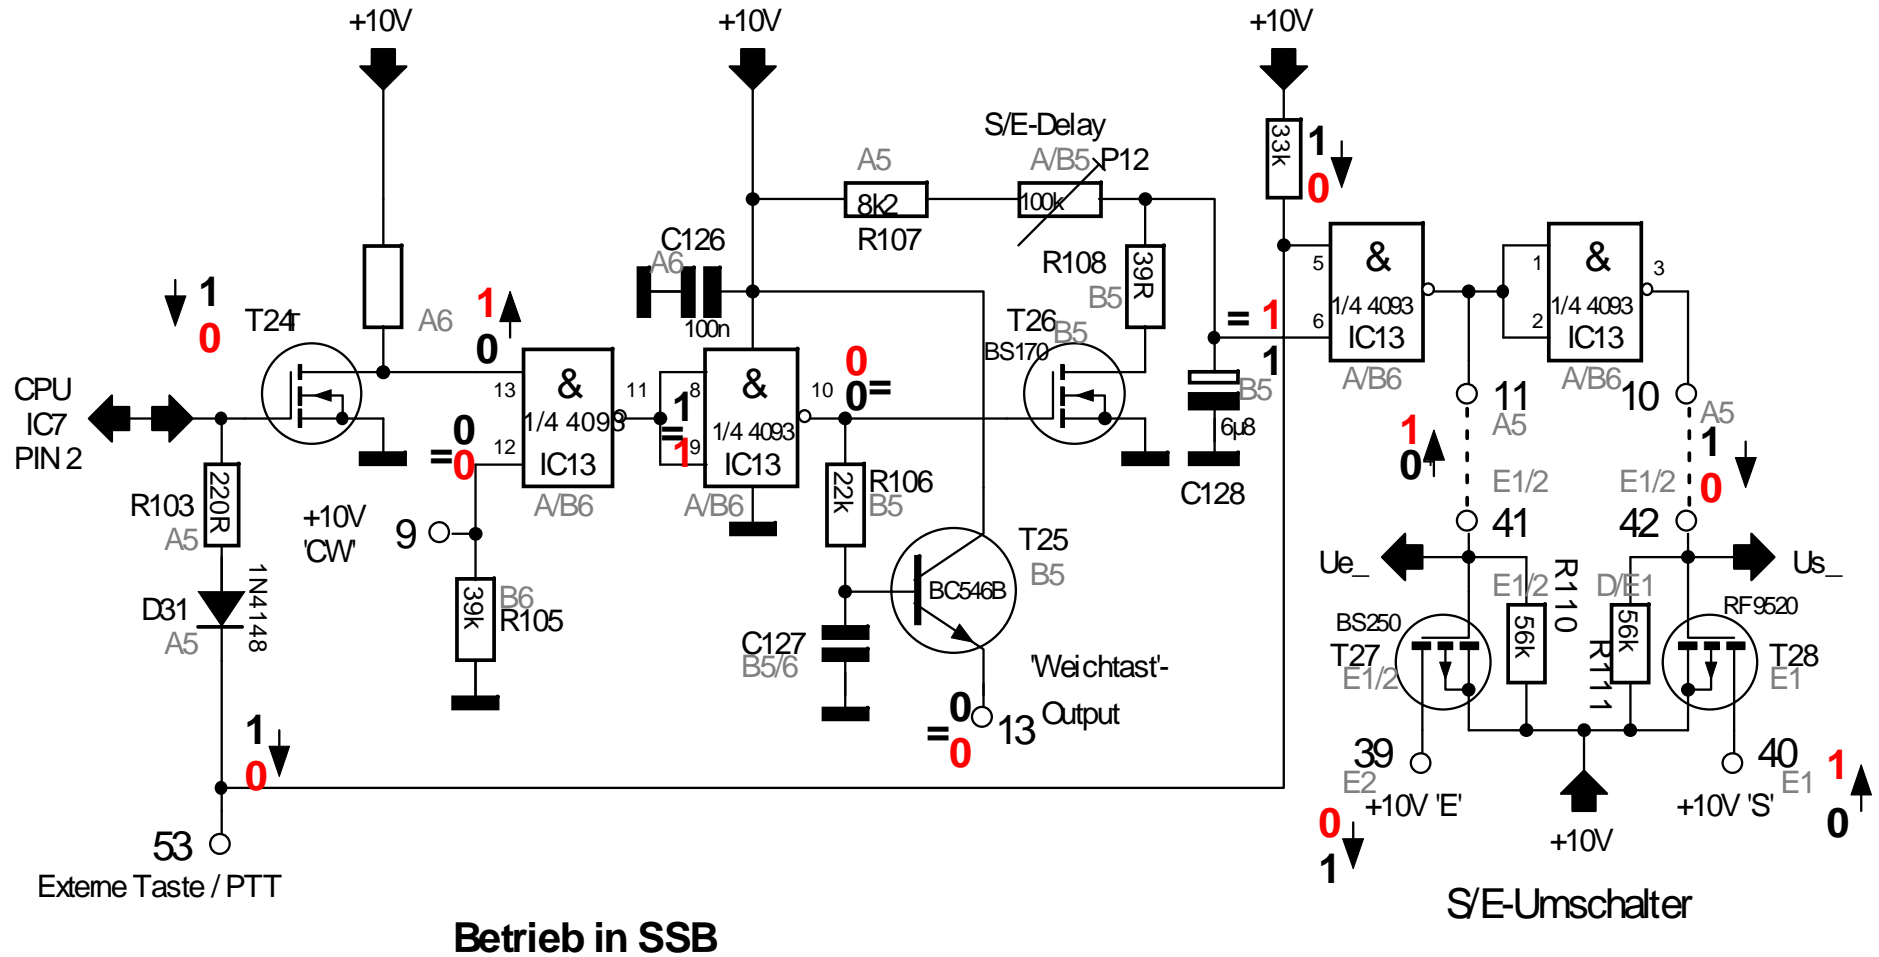 +10V
+10V
+10V
S/E-Delay
A5
A/B5
P12
33k
1
0
8k2
100k
R107
C126
A6
100n
R108
39R
B5
&
5
6
1/4 4093
IC13
A/B6
&
1
2
3
1/4 4093
IC13
A/B6
1
0
T24
A6
1
0
T26
B5
BS170
= 1
1
B5
6µ8
C128
CPU
IC7
PIN 2
&
13
12
11
1/4 4093
IC13
A/B6
0
=0
1
=
1
&
8
9
10
1/4 4093
IC13
A/B6
0
0=
11
A5
10
A5
1
0
1
0
R103
A5
220R
+10V
'CW'
9
R106
B5
22k
E1/2
41
E1/2
42
D31
A5
1N4148
39k
B6
R105
T25
B5
BC546B
C127
B5/6
'Weichtast'-
Output
0
=0
13
Ue_
Us_
E1/2
R110
56k
D/E1
R111
56k
BS250
T27
E1/2
RF9520
T28
E1
1
0
39
E2
+10V 'E'
0
1
40
E1
+10V 'S'
1
0
+10V
53
Externe Taste / PTT
S/E-Umschalter
Betrieb in SSB